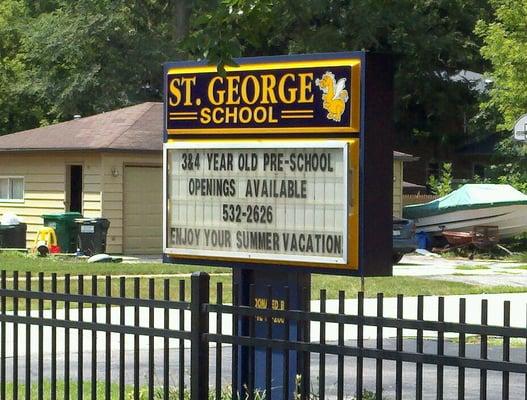 ST. GEORGE
SCHOOL
3&4 YEAR OLD PRE-SCHOOL
OPENINGS AVAILABLE
532-2626
ENJOY YOUR SUMMER VACATION